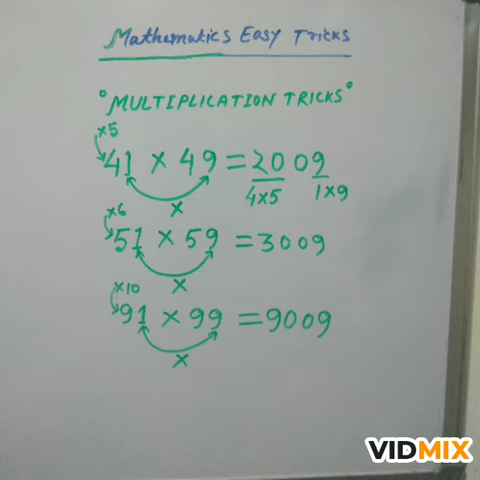 Mathematics Easy Tricks
"MULTIPLICATION TRICKS"
×5
41 × 49 = 2009
× 4×5 1×9
×6
51 × 59 = 3009
×
×10
91 × 99 = 9009
×
VIDMIX